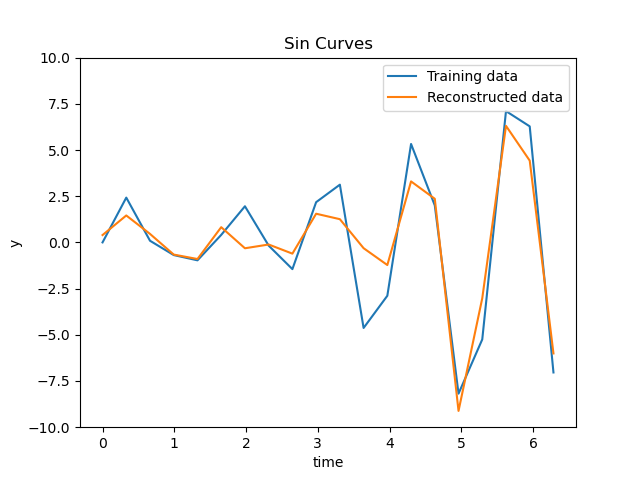 Sin Curves
Training data
Reconstructed data
10.0
7.5
5.0
2.5
0.0
−2.5
−5.0
−7.5
−10.0
y
0 1 2 3 4 5 6
time